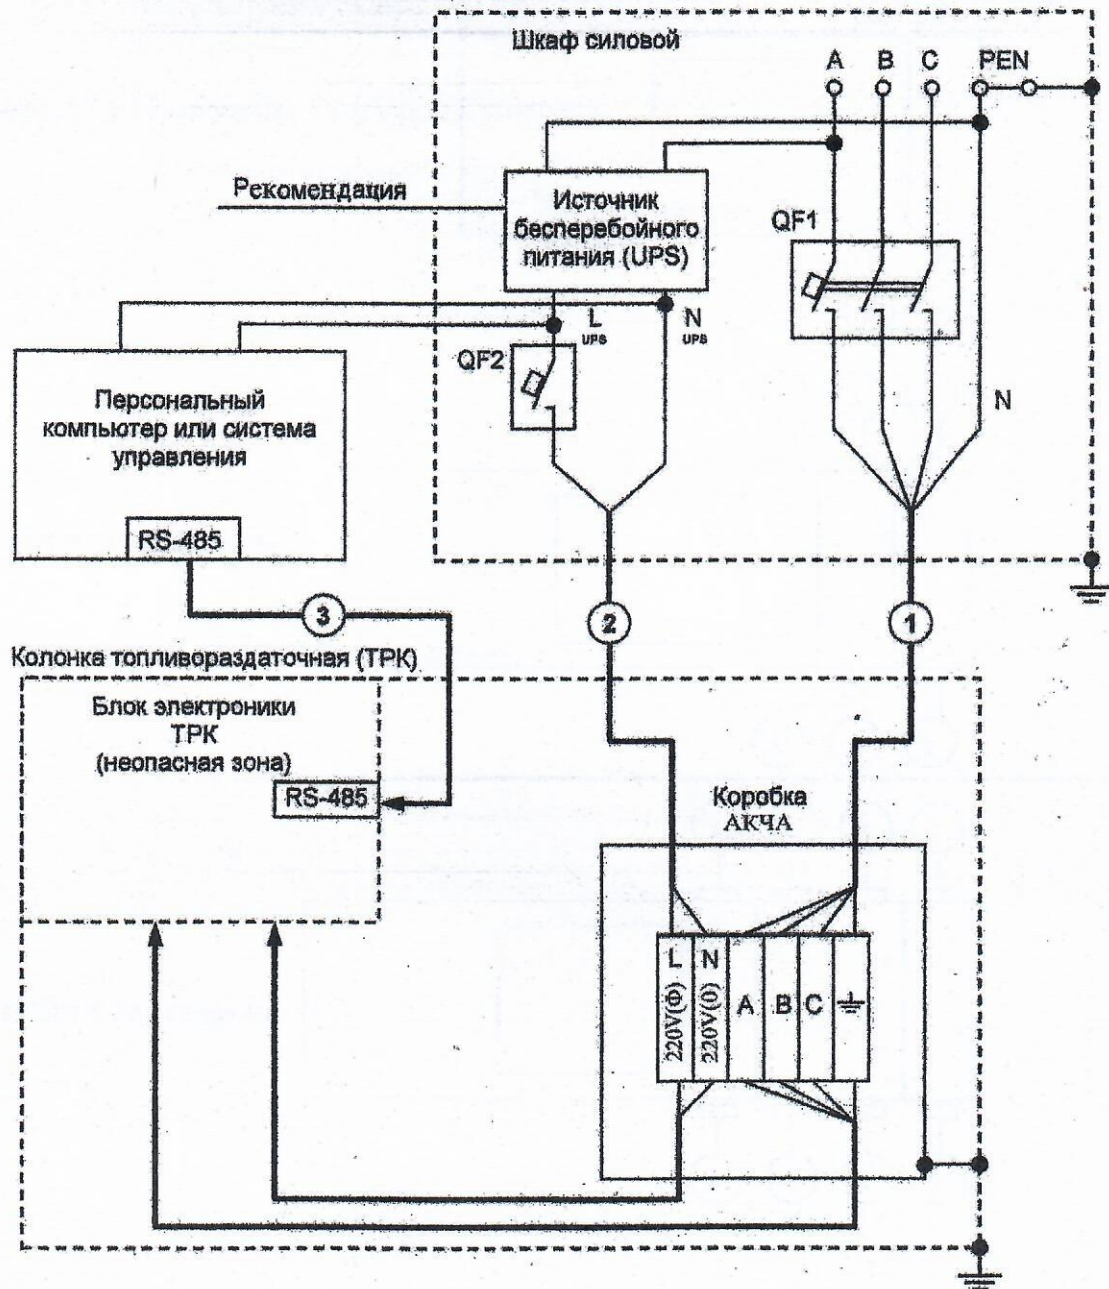 Шкаф силовой
A B C PEN
Рекомендация
Источник
бесперебойного
питания (UPS)
QF1
L N
UPS UPS
QF2
N
Персональный
компьютер или система
управления
RS-485
3
2
1
Колонка топливораздаточная (ТРК)
Блок электроники
ТРК
(неопасная зона)
RS-485
Коробка
АКЧА
L N
220V(Ф) 220V(0) A B C